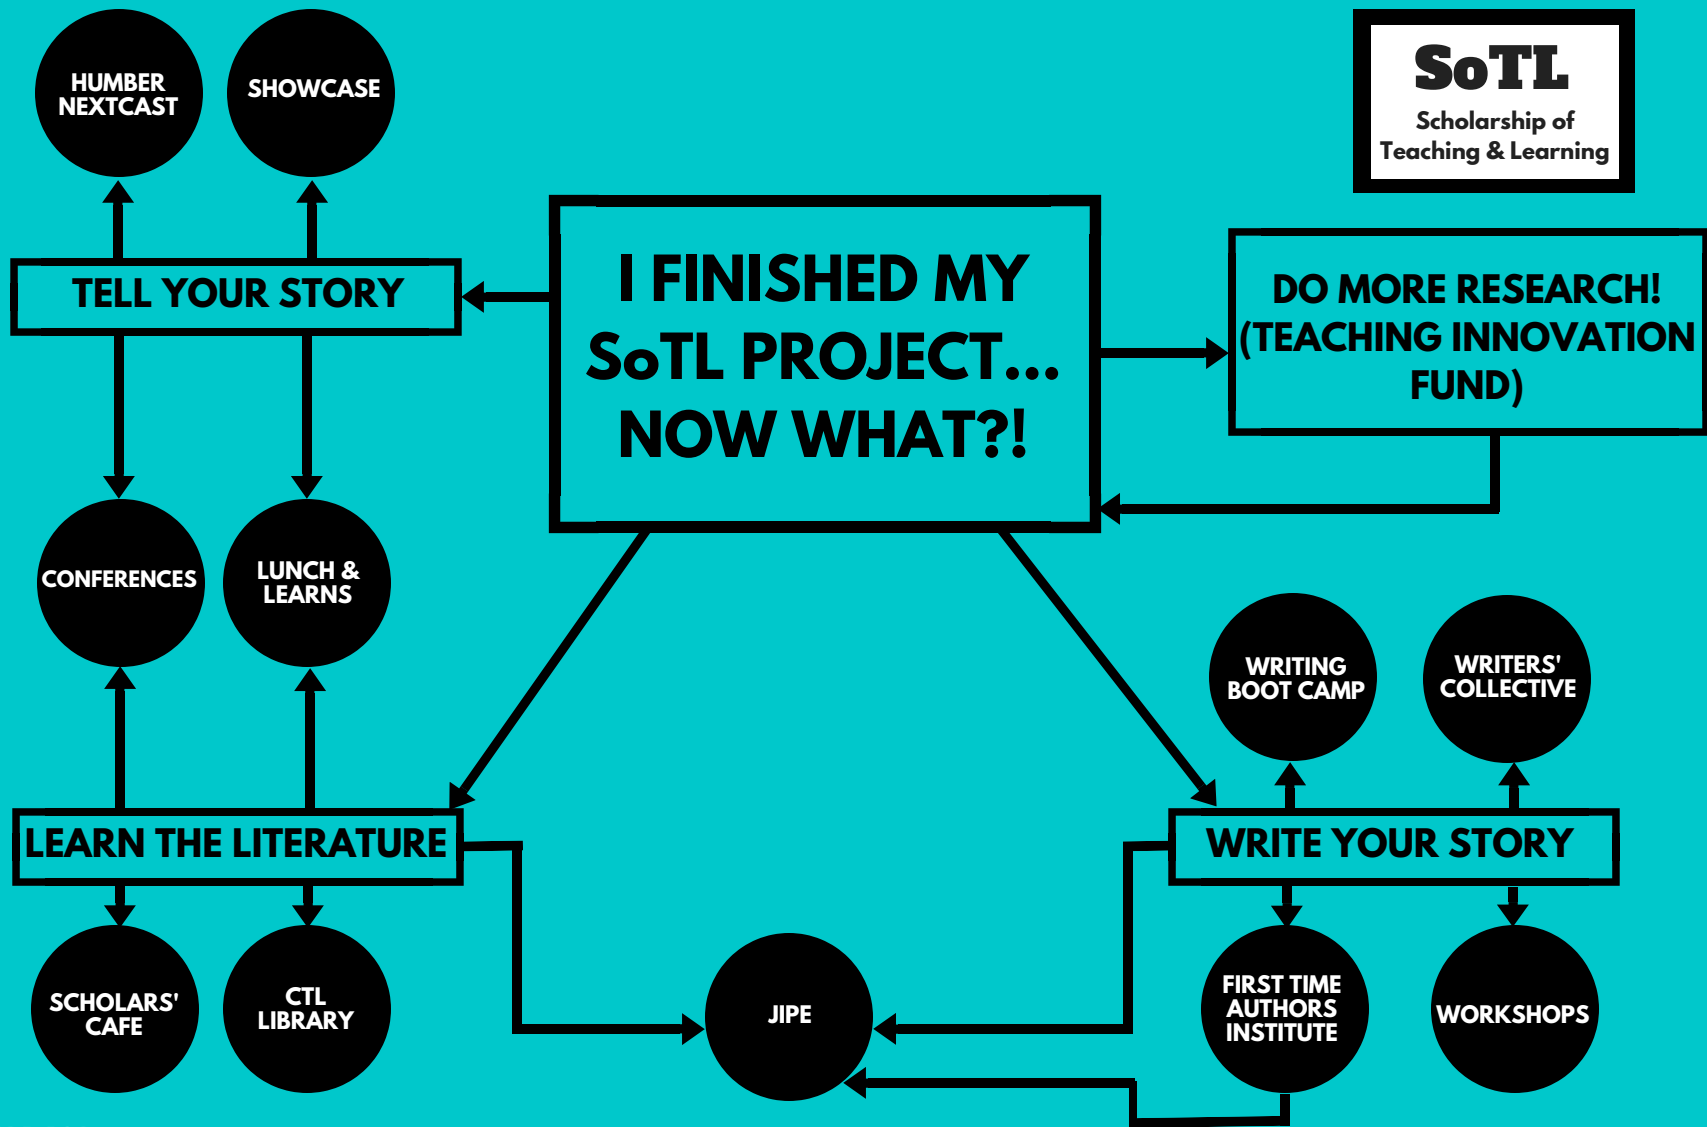 HUMBER
NEXTCAST
SHOWCASE
SoTL
Scholarship of
Teaching & Learning
TELL YOUR STORY
I FINISHED MY
SoTL PROJECT...
NOW WHAT?!
DO MORE RESEARCH!
(TEACHING INNOVATION
FUND)
CONFERENCES
LUNCH &
LEARNS
WRITING
BOOT CAMP
WRITERS'
COLLECTIVE
LEARN THE LITERATURE
WRITE YOUR STORY
SCHOLARS'
CAFE
CTL
LIBRARY
JIPE
FIRST TIME
AUTHORS
INSTITUTE
WORKSHOPS